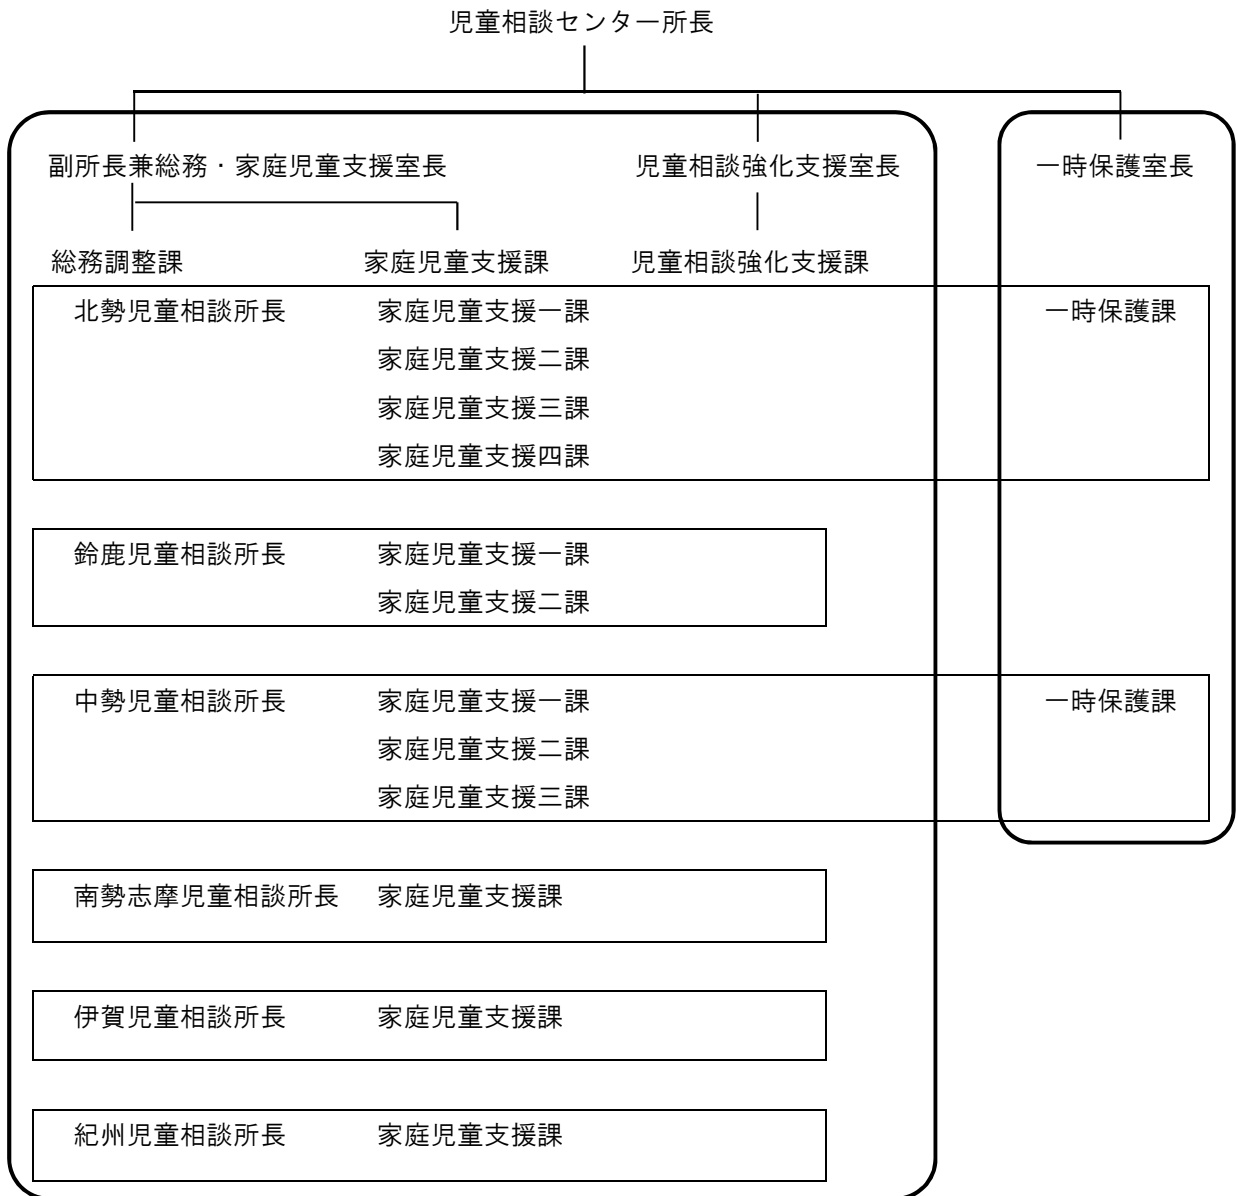 児童相談センター所長
副所長兼総務・家庭児童支援室長 児童相談強化支援室長 一時保護室長
総務調整課 家庭児童支援課 児童相談強化支援課
北勢児童相談所長 家庭児童支援一課 一時保護課
家庭児童支援二課
家庭児童支援三課
家庭児童支援四課
鈴鹿児童相談所長 家庭児童支援一課
家庭児童支援二課
中勢児童相談所長 家庭児童支援一課 一時保護課
家庭児童支援二課
家庭児童支援三課
南勢志摩児童相談所長 家庭児童支援課
伊賀児童相談所長 家庭児童支援課
紀州児童相談所長 家庭児童支援課